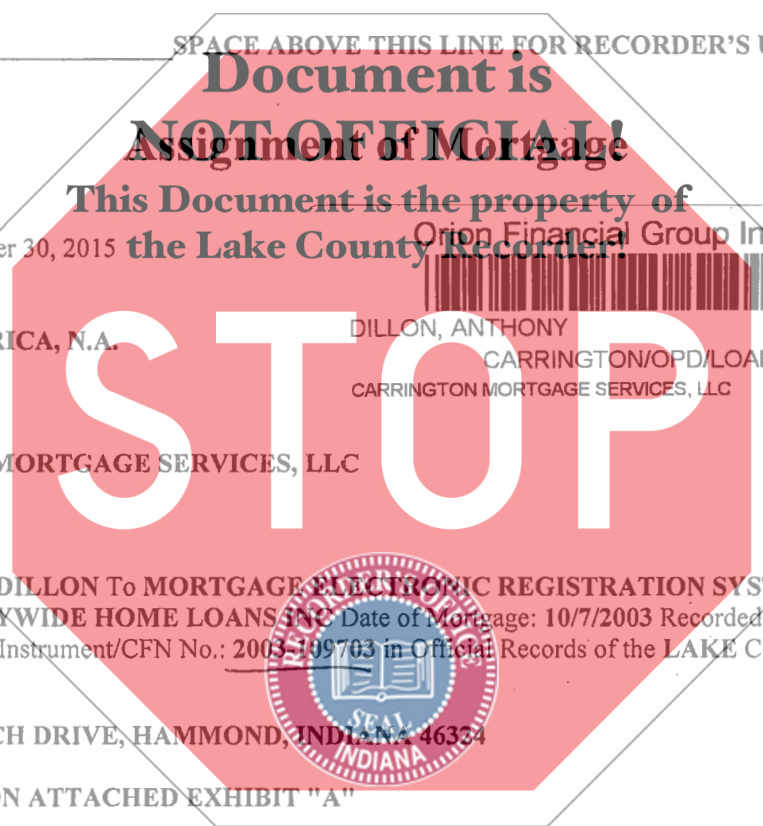 SPACE ABOVE THIS LINE FOR RECORDER'S
Document is
NOT OFFICIAL!
Assignment of Mortgage
This Document is the property of
the Lake County Recorder!
er 30, 2015
Orion Financial Group In
RICA, N.A.
DILLON, ANTHONY
CARRINGTON/OPD/LOA
CARRINGTON MORTGAGE SERVICES, LLC
STOP
MORTGAGE SERVICES, LLC
DILLON To MORTGAGE ELECTRONIC REGISTRATION SYST
YWIDE HOME LOANS INC Date of Mortgage: 10/7/2003 Recorded
Instrument/CFN No.: 2003-109703 in Official Records of the LAKE C
RECORDER OFFICE
SEAL
INDIANA
CH DRIVE, HAMMOND, INDIANA 46324
N ATTACHED EXHIBIT "A"